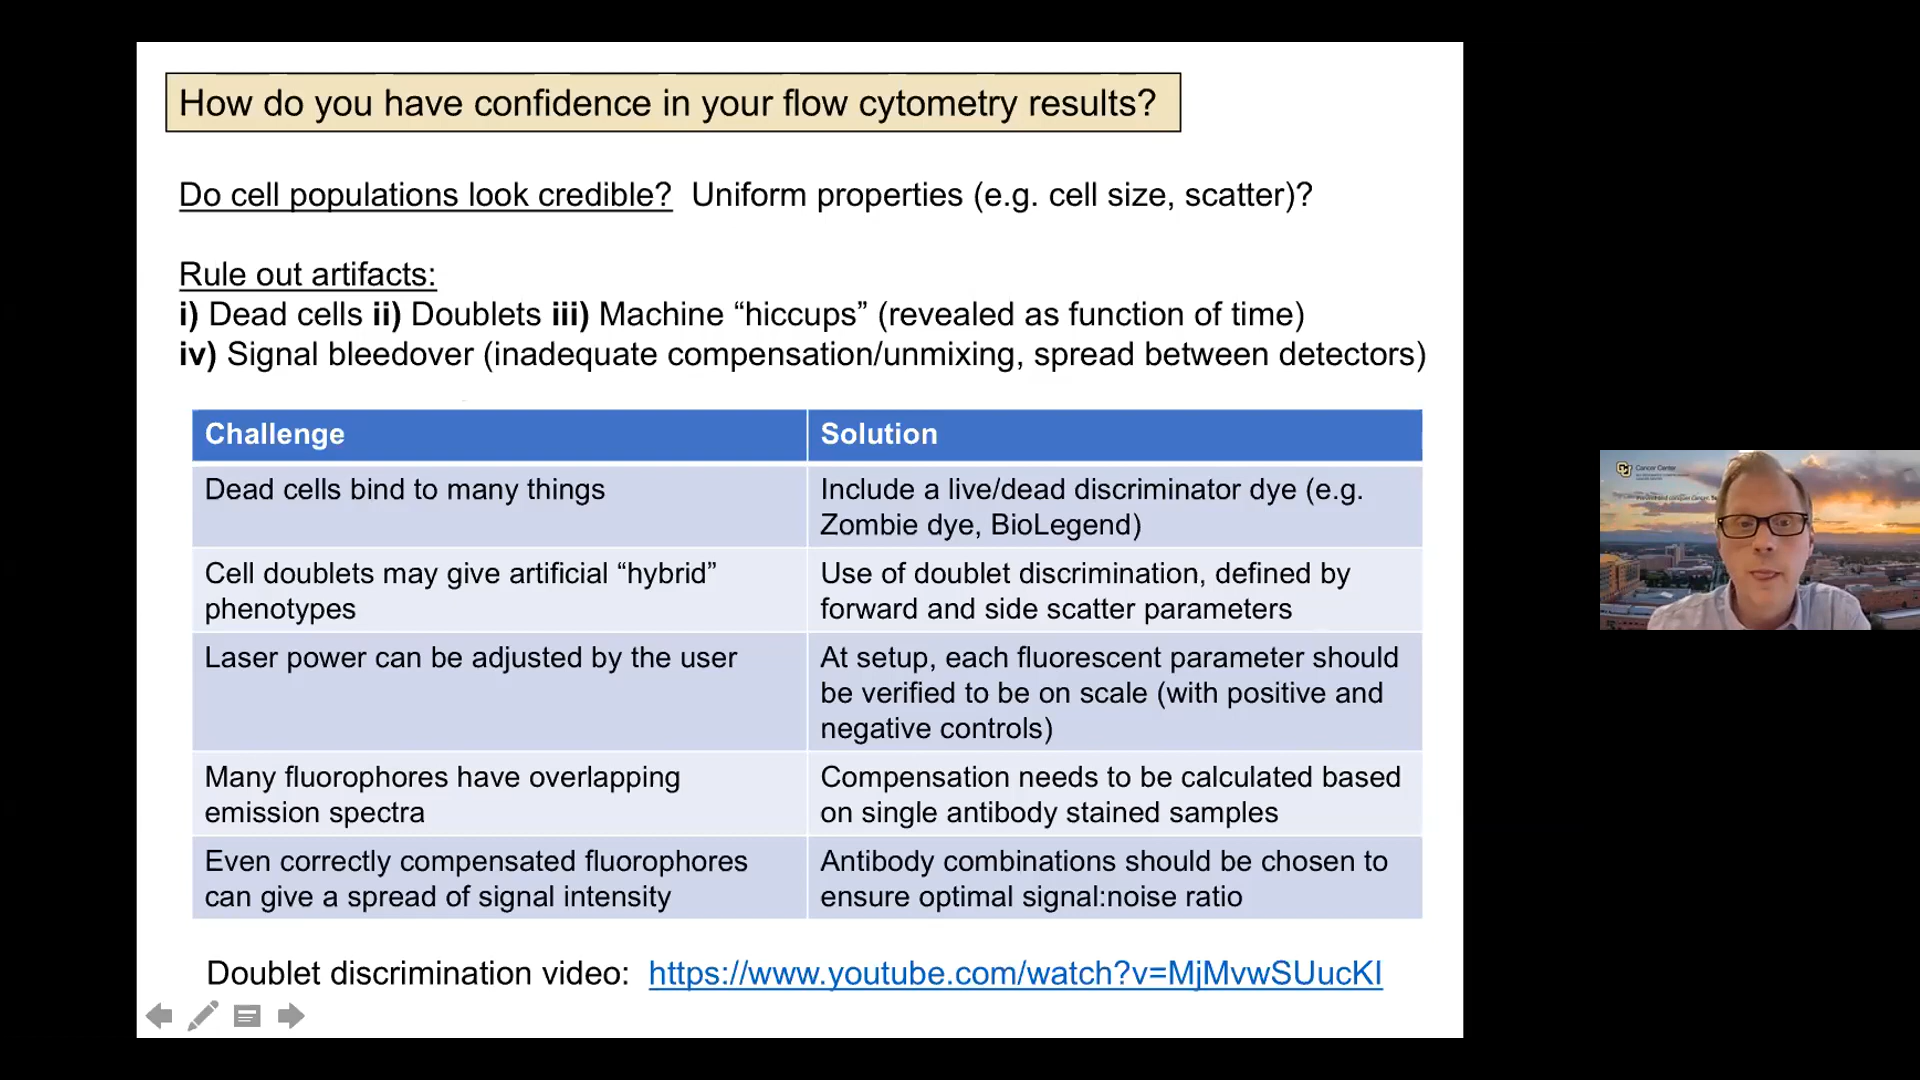 How do you have confidence in your flow cytometry results?
Do cell populations look credible? Uniform properties (e.g. cell size, scatter)?
Rule out artifacts:
i) Dead cells ii) Doublets iii) Machine “hiccups” (revealed as function of time)
iv) Signal bleedover (inadequate compensation/unmixing, spread between detectors)
Challenge
Solution
Dead cells bind to many things
Include a live/dead discriminator dye (e.g.
Zombie dye, BioLegend)
Cell doublets may give artificial “hybrid”
phenotypes
Use of doublet discrimination, defined by
forward and side scatter parameters
Laser power can be adjusted by the user
At setup, each fluorescent parameter should
be verified to be on scale (with positive and
negative controls)
Many fluorophores have overlapping
emission spectra
Compensation needs to be calculated based
on single antibody stained samples
Even correctly compensated fluorophores
can give a spread of signal intensity
Antibody combinations should be chosen to
ensure optimal signal:noise ratio
Doublet discrimination video: https://www.youtube.com/watch?v=MjMvwSUucKI
Cancer Center